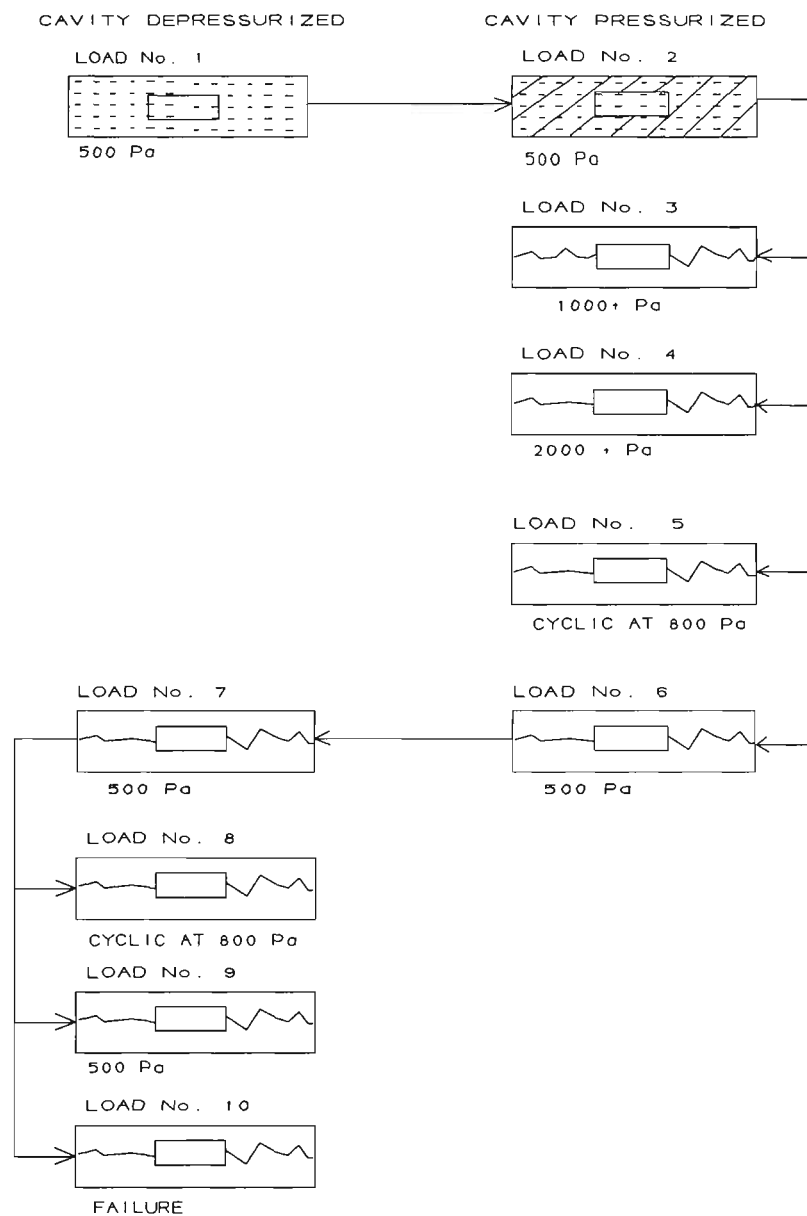 CAVITY DEPRESSURIZED
CAVITY PRESSURIZED
LOAD No. 1
500 Pa
LOAD No. 2
500 Pa
LOAD No. 3
1000+ Pa
LOAD No. 4
2000 + Pa
LOAD No. 5
CYCLIC AT 800 Pa
LOAD No. 7
500 Pa
LOAD No. 6
500 Pa
LOAD No. 8
CYCLIC AT 800 Pa
LOAD No. 9
500 Pa
LOAD No. 10
FAILURE